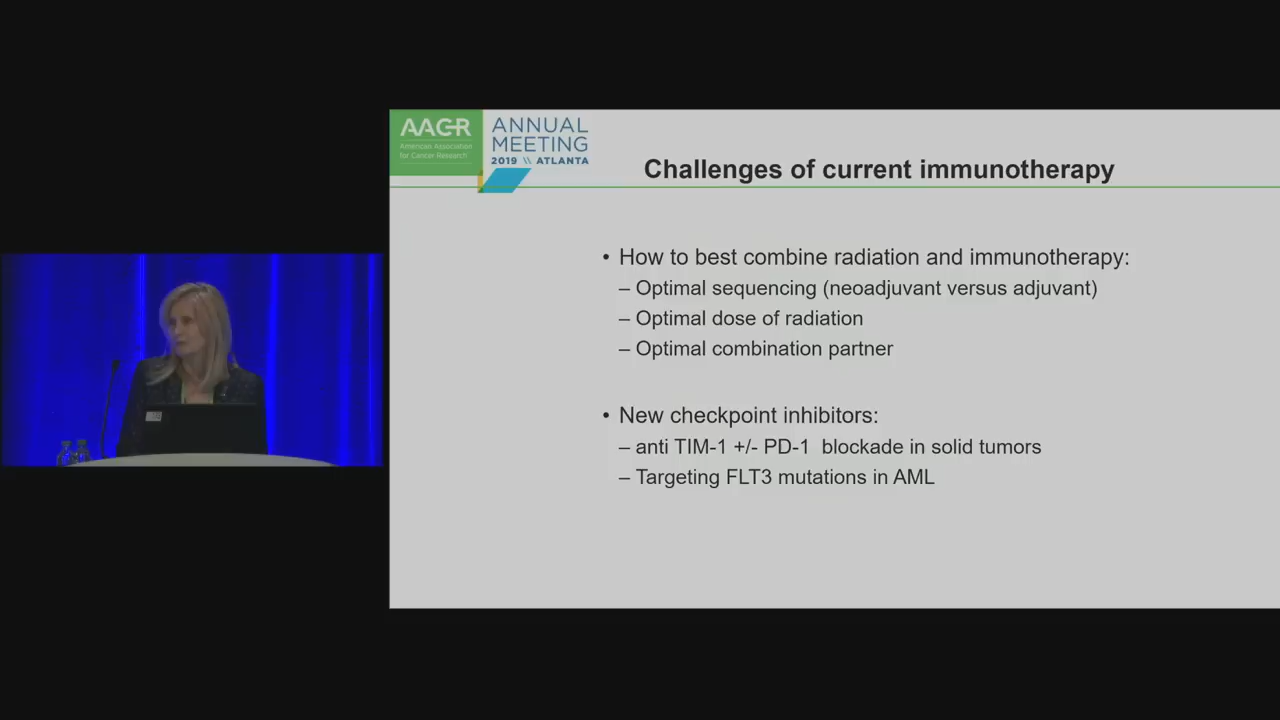 AACR
American Association
for Cancer Research
ANNUAL
MEETING
2019 \\ ATLANTA
Challenges of current immunotherapy
• How to best combine radiation and immunotherapy:
– Optimal sequencing (neoadjuvant versus adjuvant)
– Optimal dose of radiation
– Optimal combination partner
• New checkpoint inhibitors:
– anti TIM-1 +/- PD-1 blockade in solid tumors
– Targeting FLT3 mutations in AML